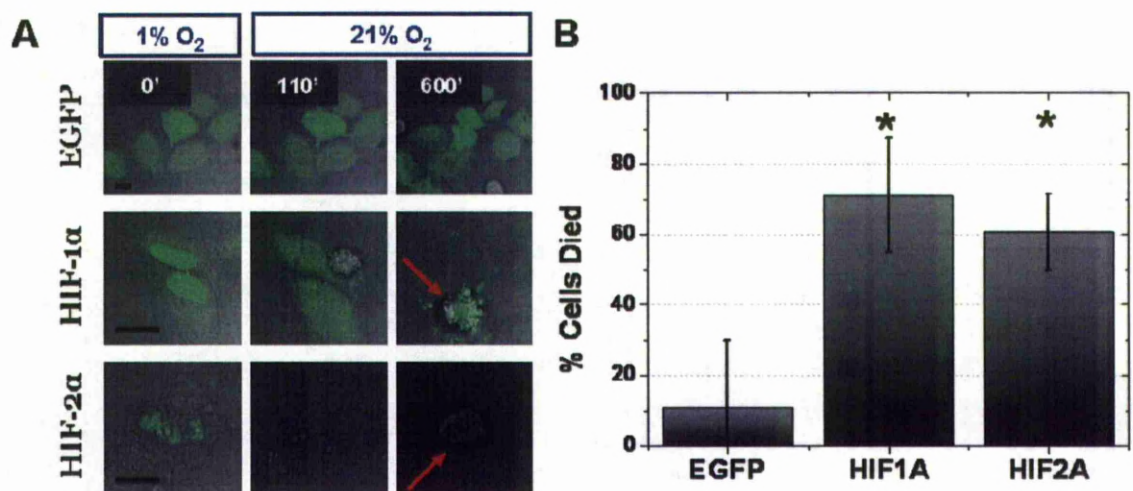 A
1% O₂ 21% O₂
0' 110' 600'
EGFP
HIF-1α
HIF-2α
B
% Cells Died
100
80
60
40
20
0
* *
EGFP HIF1A HIF2A